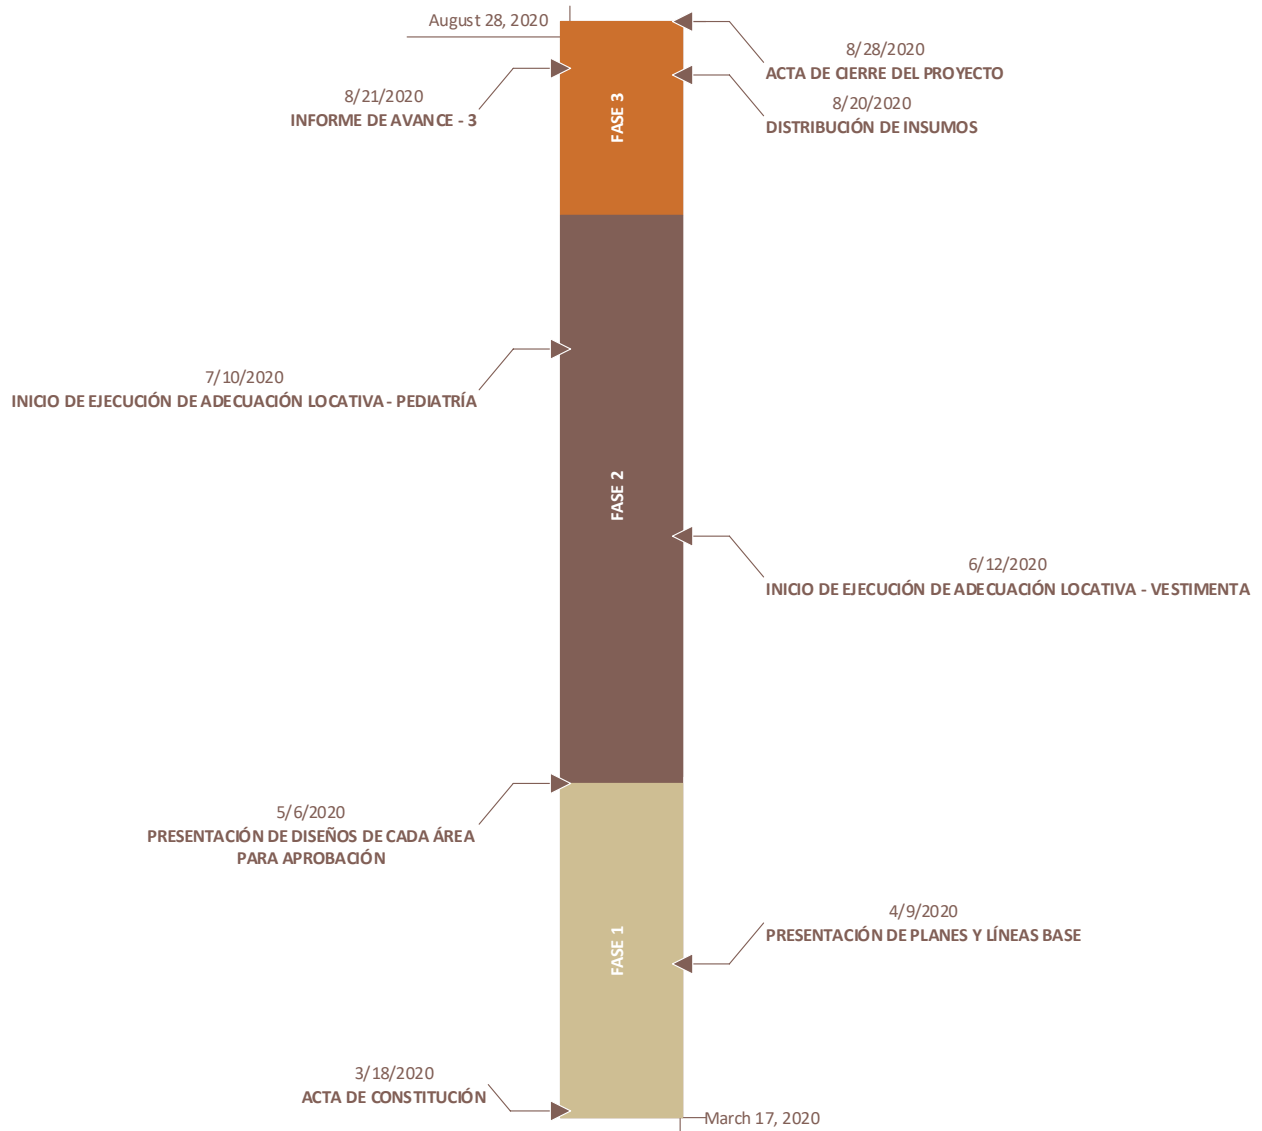 August 28, 2020
8/28/2020
ACTA DE CIERRE DEL PROYECTO
8/21/2020
INFORME DE AVANCE - 3
8/20/2020
DISTRIBUCIÓN DE INSUMOS
FASE 3
7/10/2020
INICIO DE EJECUCIÓN DE ADECUACIÓN LOCATIVA - PEDIATRÍA
FASE 2
6/12/2020
INICIO DE EJECUCIÓN DE ADECUACIÓN LOCATIVA - VESTIMENTA
5/6/2020
PRESENTACIÓN DE DISEÑOS DE CADA ÁREA
PARA APROBACIÓN
4/9/2020
PRESENTACIÓN DE PLANES Y LÍNEAS BASE
FASE 1
3/18/2020
ACTA DE CONSTITUCIÓN
March 17, 2020